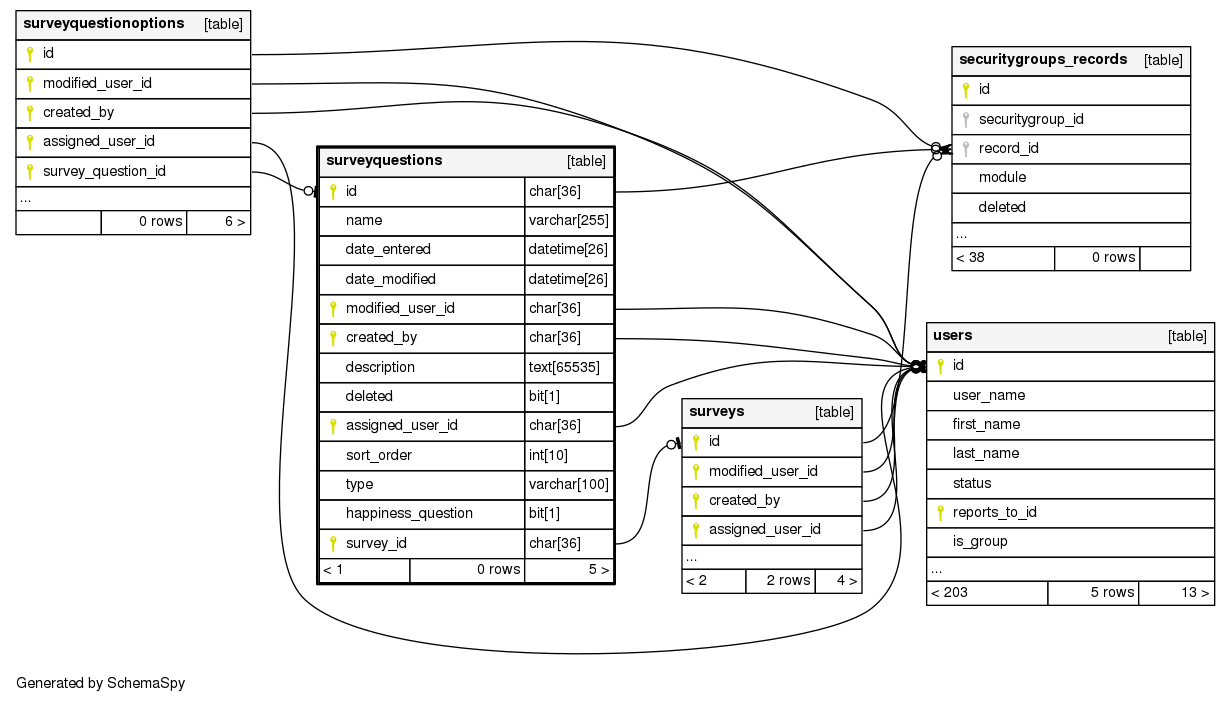 surveyquestionoptions [table]
id
modified_user_id
created_by
assigned_user_id
survey_question_id
...
0 rows 6 >
surveyquestions [table]
id char[36]
name varchar[255]
date_entered datetime[26]
date_modified datetime[26]
modified_user_id char[36]
created_by char[36]
description text[65535]
deleted bit[1]
assigned_user_id char[36]
sort_order int[10]
type varchar[100]
happiness_question bit[1]
survey_id char[36]
< 1 0 rows 5 >
surveys [table]
id
modified_user_id
created_by
assigned_user_id
...
< 2 2 rows 4 >
securitygroups_records [table]
id
securitygroup_id
record_id
module
deleted
...
< 38 0 rows
users [table]
id
user_name
first_name
last_name
status
reports_to_id
is_group
...
< 203 5 rows 13 >
Generated by SchemaSpy